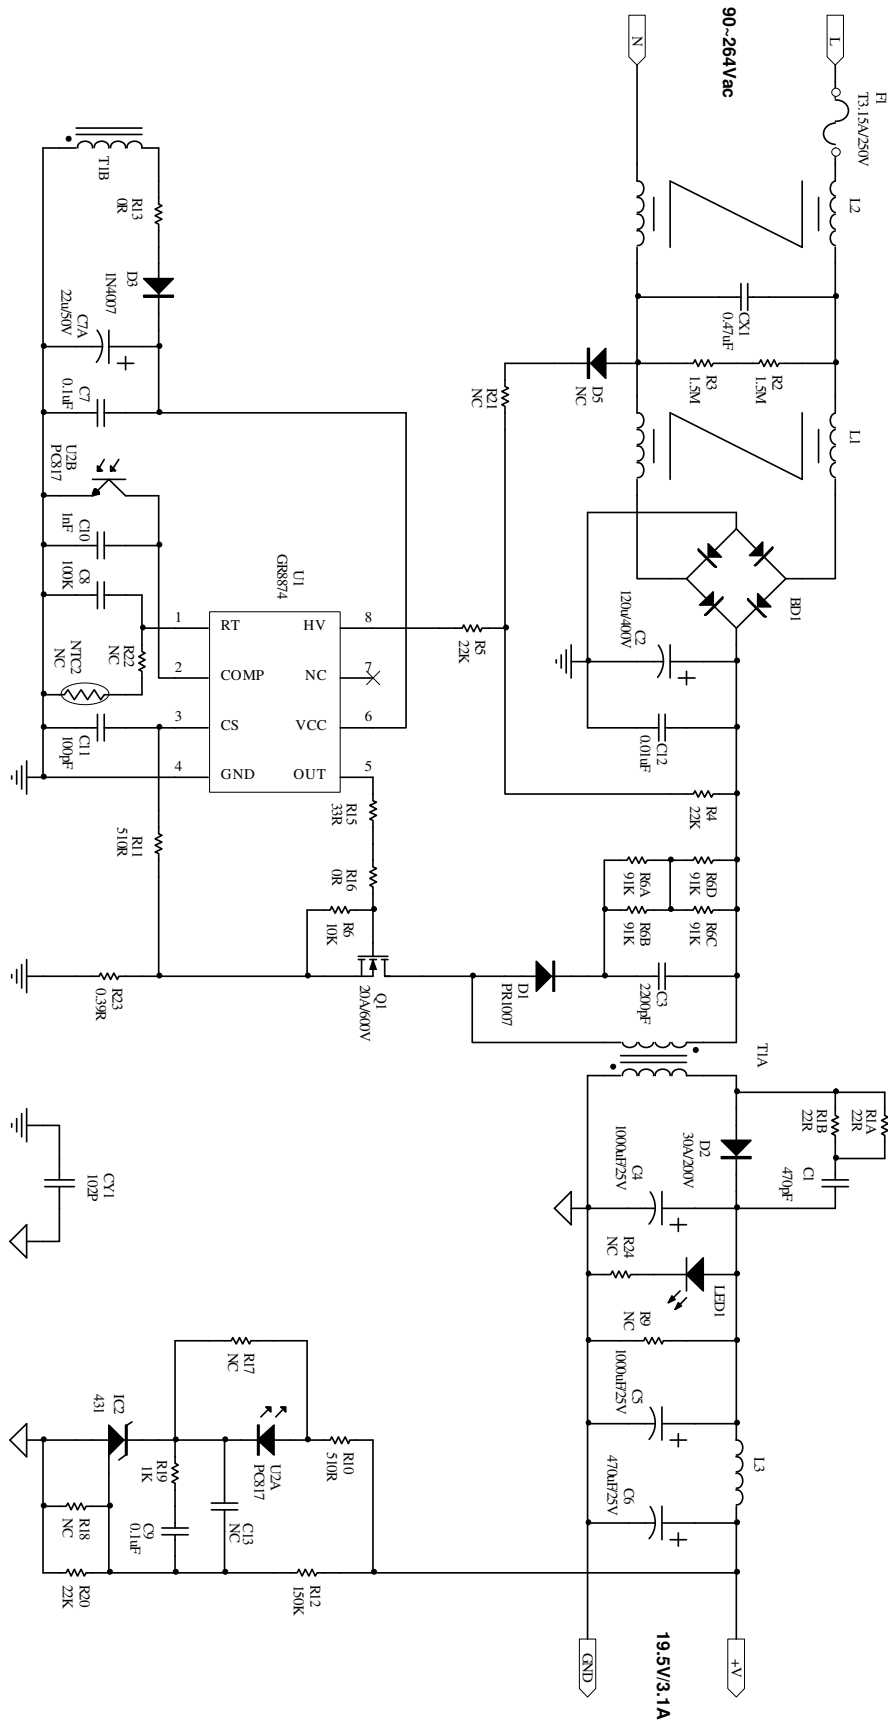 90~264Vac
L
N
F1
T3.15A/250V
L2
CX1
0.47uF
R2
1.5M
R3
1.5M
L1
D5
NC
R21
NC
BD1
C2
120u/400V
C12
0.01uF
R4
22K
R5
22K
R6D
91K
R6C
91K
R6A
91K
R6B
91K
C3
2200pF
D1
PR1007
T1A
R1A
22R
R1B
22R
C1
470pF
D2
30A/200V
C4
1000uF/25V
LED1
R24
NC
R9
NC
C5
1000uF/25V
L3
C6
470uF/25V
19.5V/3.1A
+V
GND
T1B
R13
0R
D3
1N4007
C7A
22u/50V
C7
0.1uF
U2B
PC817
C10
1nF
C8
100K
R22
NC
NTC2
NC
C11
100pF
U1
GR8874
1 RT HV 8
2 COMP NC 7
3 CS VCC 6
4 GND OUT 5
R15
33R
R16
0R
R6
10K
Q1
20A/600V
R11
510R
R23
0.39R
CY1
102P
R17
NC
U2A
PC817
R10
510R
IC2
431
R19
1K
C9
0.1uF
C13
NC
R18
NC
R20
22K
R12
150K